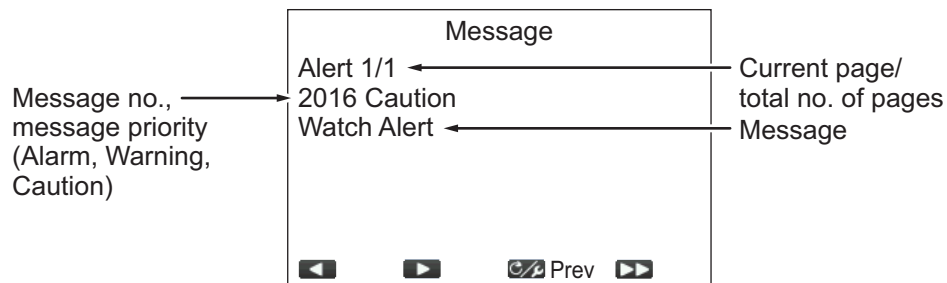 Message
Alert 1/1
2016 Caution
Watch Alert
Prev
Message no.,
message priority
(Alarm, Warning,
Caution)
Current page/
total no. of pages
Message